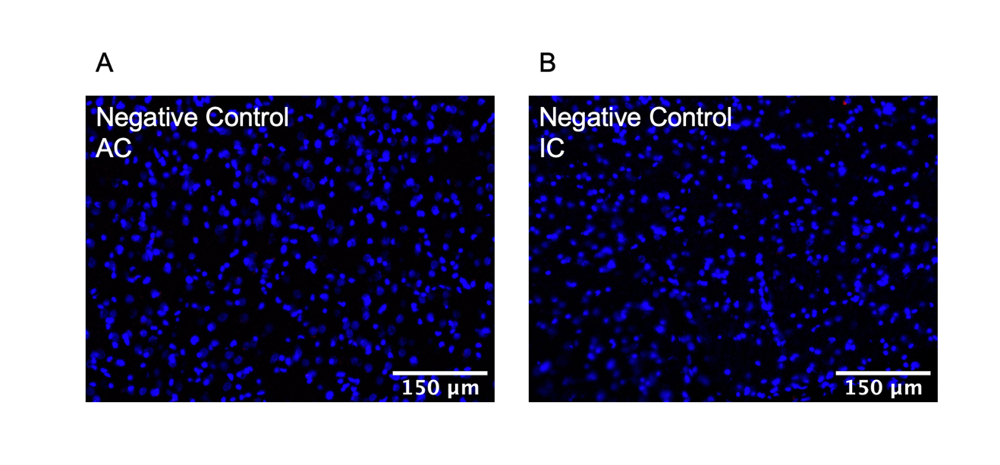 A
B
Negative Control
AC
Negative Control
IC
150 µm
150 µm